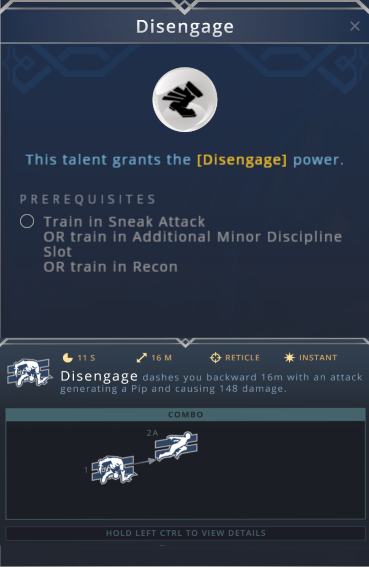 Disengage
This talent grants the [Disengage] power.
PREREQUISITES
Train in Sneak Attack
OR train in Additional Minor Discipline
Slot
OR train in Recon
11 S 16 M RETICLE INSTANT
Disengage dashes you backward 16m with an attack
generating a Pip and causing 148 damage.
COMBO
2A
1
HOLD LEFT CTRL TO VIEW DETAILS